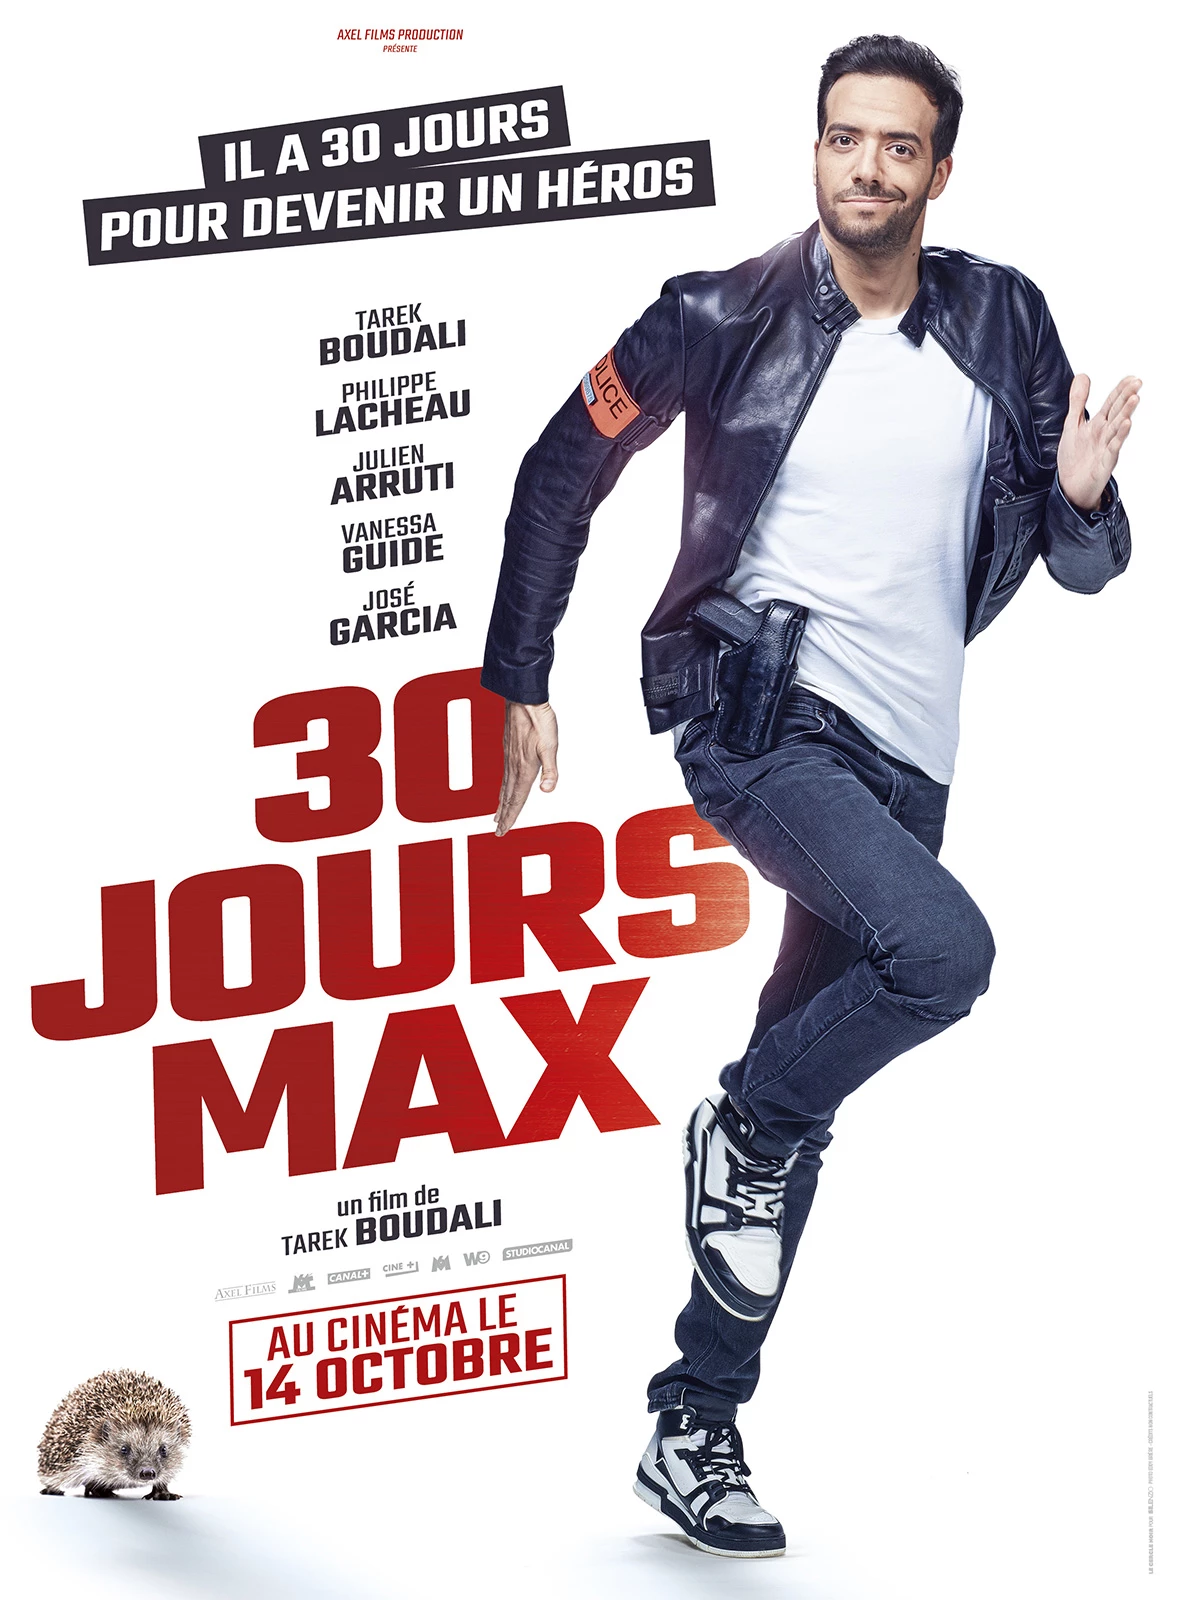 AXEL FILMS PRODUCTION
PRÉSENTE
IL A 30 JOURS
POUR DEVENIR UN HÉROS
TAREK
BOUDALI
PHILIPPE
LACHEAU
JULIEN
ARRUTI
VANESSA
GUIDE
JOSÉ
GARCIA
OLICE
30
JOURS
MAX
un film de
TAREK BOUDALI
AXEL FILMS CANAL+ CINE+ M6 W9 STUDIOCANAL
AU CINÉMA LE
14 OCTOBRE